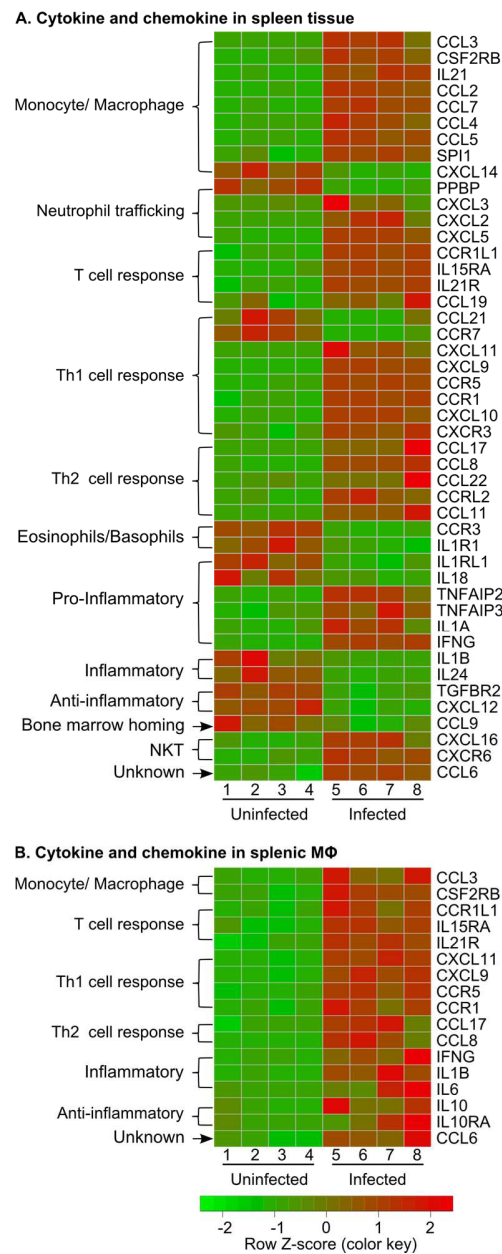 A. Cytokine and chemokine in spleen tissue
Monocyte/ Macrophage
CCL3
CSF2RB
IL21
CCL2
CCL7
CCL4
CCL5
SPI1
CXCL14
Neutrophil trafficking
PPBP
CXCL3
CXCL2
CXCL5
T cell response
CCR1L1
IL15RA
IL21R
CCL19
Th1 cell response
CCL21
CCR7
CXCL11
CXCL9
CCR5
CCR1
CXCL10
CXCR3
Th2 cell response
CCL17
CCL8
CCL22
CCRL2
CCL11
Eosinophils/Basophils
CCR3
IL1R1
Pro-Inflammatory
IL1RL1
IL18
TNFAIP2
TNFAIP3
IL1A
IFNG
Inflammatory
IL1B
IL24
Anti-inflammatory
TGFBR2
CXCL12
Bone marrow homing
CCL9
NKT
CXCL16
CXCR6
Unknown
CCL6
1 2 3 4 5 6 7 8
Uninfected Infected
B. Cytokine and chemokine in splenic MΦ
Monocyte/ Macrophage
CCL3
CSF2RB
T cell response
CCR1L1
IL15RA
IL21R
Th1 cell response
CXCL11
CXCL9
CCR5
CCR1
Th2 cell response
CCL17
CCL8
Inflammatory
IFNG
IL1B
IL6
Anti-inflammatory
IL10
IL10RA
Unknown
CCL6
1 2 3 4 5 6 7 8
Uninfected Infected
-2 -1 0 1 2
Row Z-score (color key)